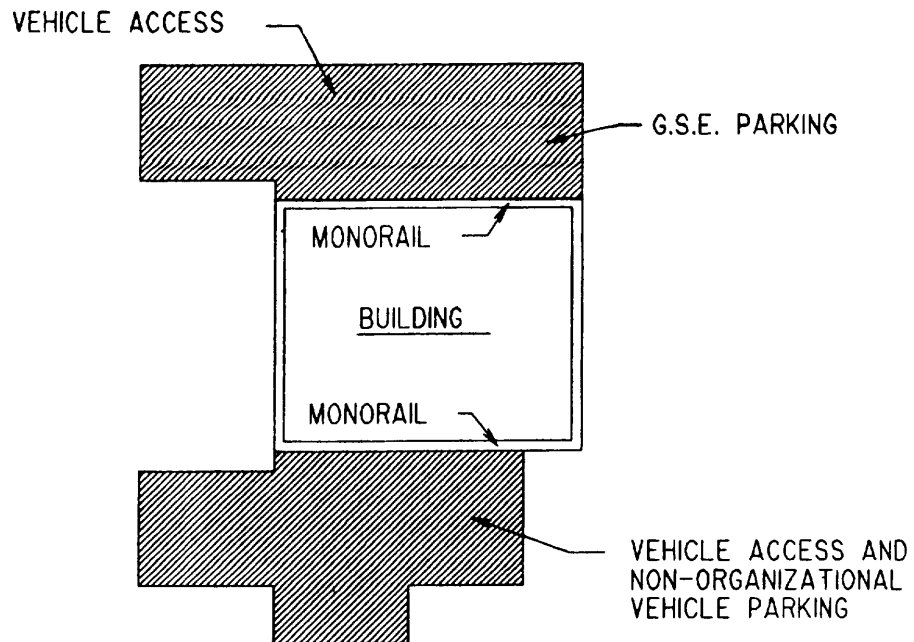 VEHICLE ACCESS
G.S.E. PARKING
MONORAIL
BUILDING
MONORAIL
VEHICLE ACCESS AND
NON-ORGANIZATIONAL
VEHICLE PARKING